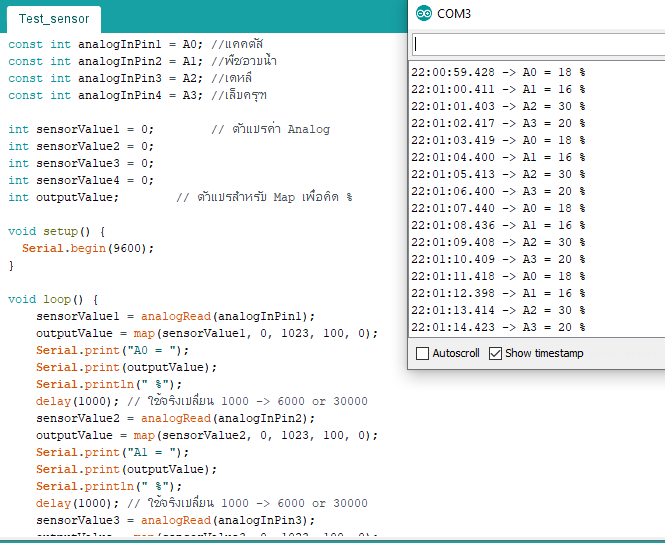 Test_sensor
const int analogInPin1 = A0; //แคคตัส
const int analogInPin2 = A1; //พืชอวบน้ำ
const int analogInPin3 = A2; //เดหลี
const int analogInPin4 = A3; //เล็บครุฑ
int sensorValue1 = 0; // ตัวแปรค่า Analog
int sensorValue2 = 0;
int sensorValue3 = 0;
int sensorValue4 = 0;
int outputValue; // ตัวแปรสำหรับ Map เพื่อคิด %
void setup() {
Serial.begin(9600);
}
void loop() {
sensorValue1 = analogRead(analogInPin1);
outputValue = map(sensorValue1, 0, 1023, 100, 0);
Serial.print("A0 = ");
Serial.print(outputValue);
Serial.println(" %");
delay(1000); // ใช้จริงเปลี่ยน 1000 -> 6000 or 30000
sensorValue2 = analogRead(analogInPin2);
outputValue = map(sensorValue2, 0, 1023, 100, 0);
Serial.print("A1 = ");
Serial.print(outputValue);
Serial.println(" %");
delay(1000); // ใช้จริงเปลี่ยน 1000 -> 6000 or 30000
sensorValue3 = analogRead(analogInPin3);
outputValue = map(sensorValue3, 0, 1023, 100, 0);
COM3
22:00:59.428 -> A0 = 18 %
22:01:00.411 -> A1 = 16 %
22:01:01.403 -> A2 = 30 %
22:01:02.417 -> A3 = 20 %
22:01:03.419 -> A0 = 18 %
22:01:04.400 -> A1 = 16 %
22:01:05.413 -> A2 = 30 %
22:01:06.400 -> A3 = 20 %
22:01:07.440 -> A0 = 18 %
22:01:08.436 -> A1 = 16 %
22:01:09.408 -> A2 = 30 %
22:01:10.409 -> A3 = 20 %
22:01:11.418 -> A0 = 18 %
22:01:12.398 -> A1 = 16 %
22:01:13.414 -> A2 = 30 %
22:01:14.423 -> A3 = 20 %
Autoscroll Show timestamp